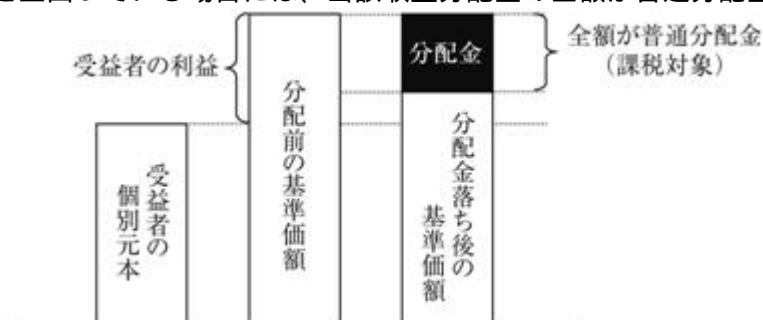 受益者の利益
分配金
全額が普通分配金
（課税対象）
受益者の
個別元本
分配前の基準価額
分配金落ち後の
基準価額